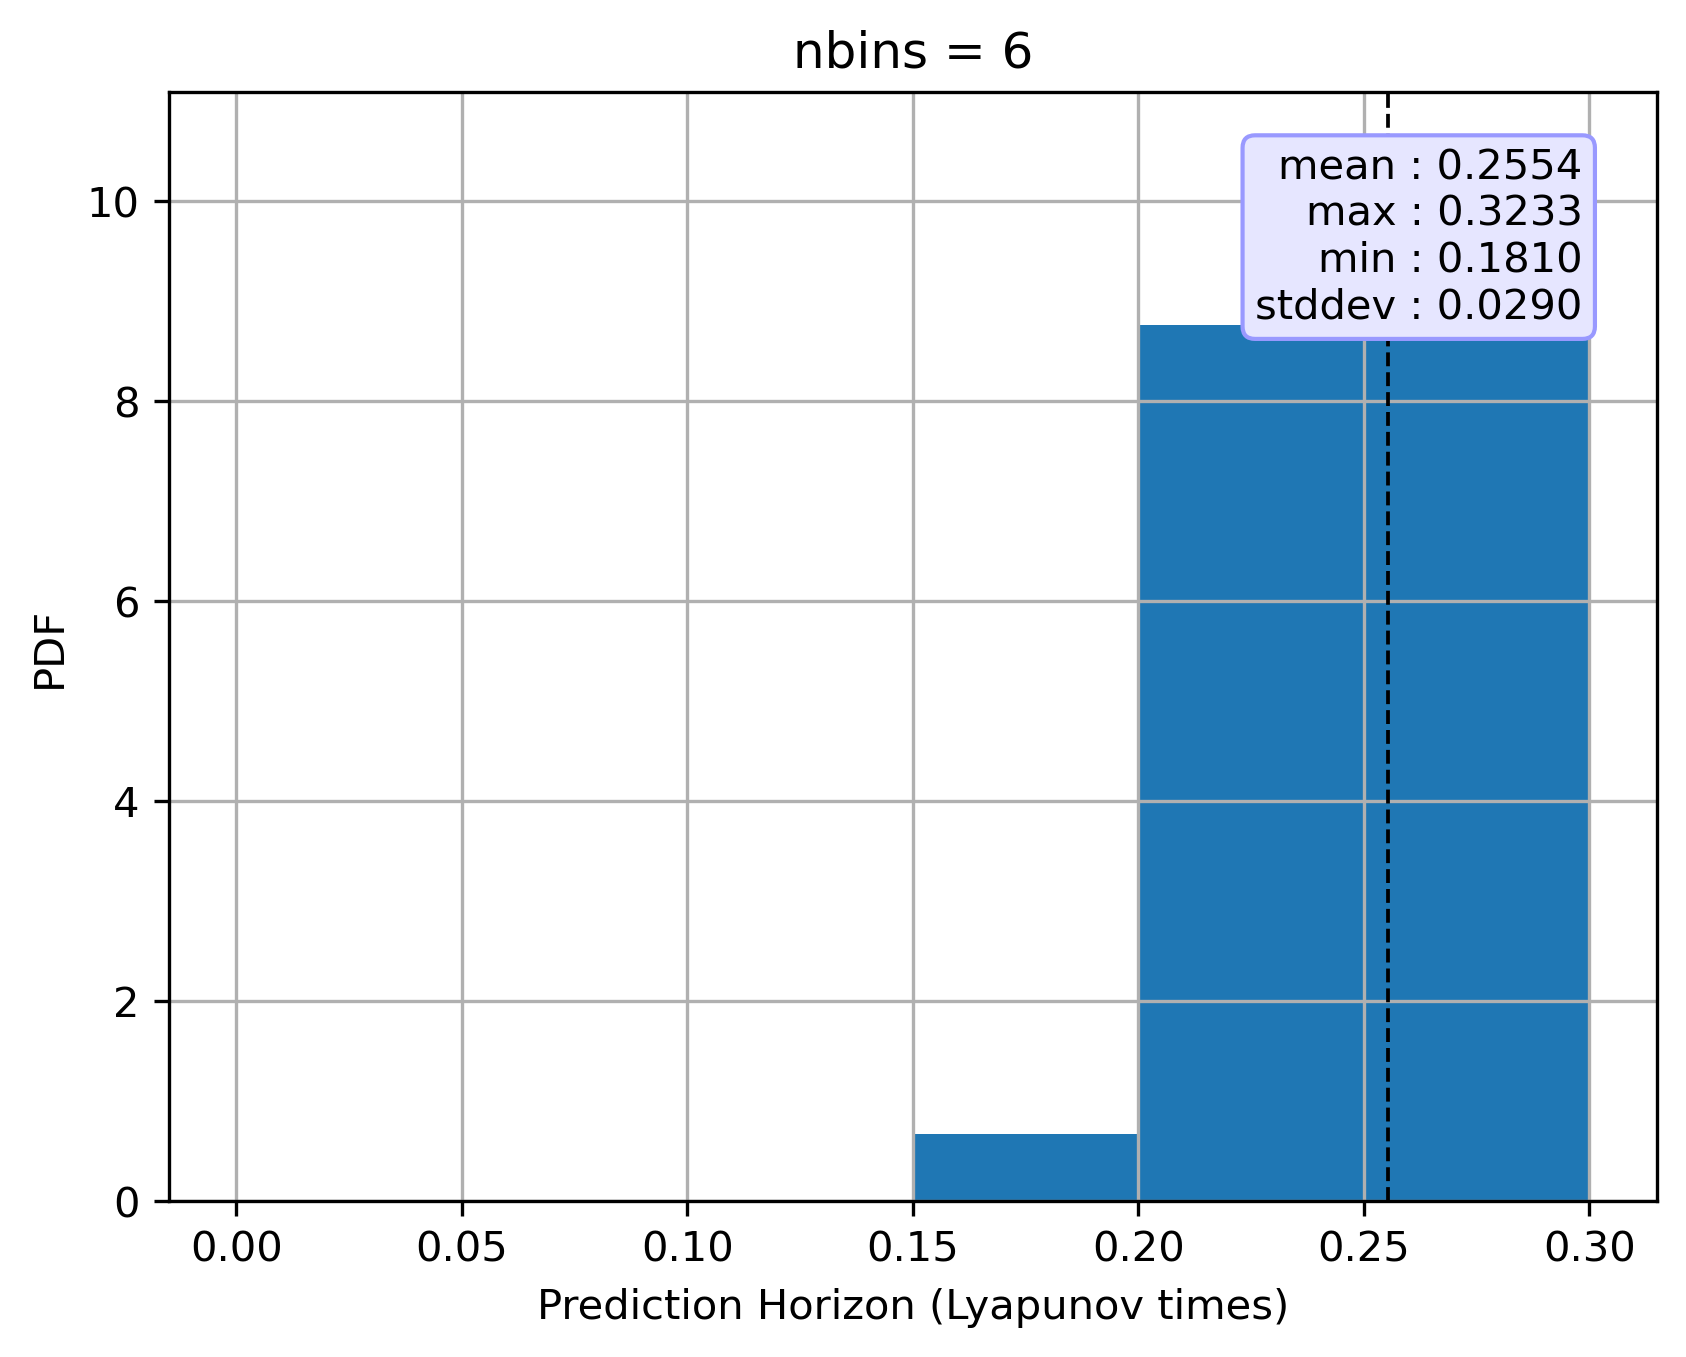 nbins = 6
mean : 0.2554
max : 0.3233
min : 0.1810
stddev : 0.0290
PDF
10
8
6
4
2
0
0.00 0.05 0.10 0.15 0.20 0.25 0.30
Prediction Horizon (Lyapunov times)